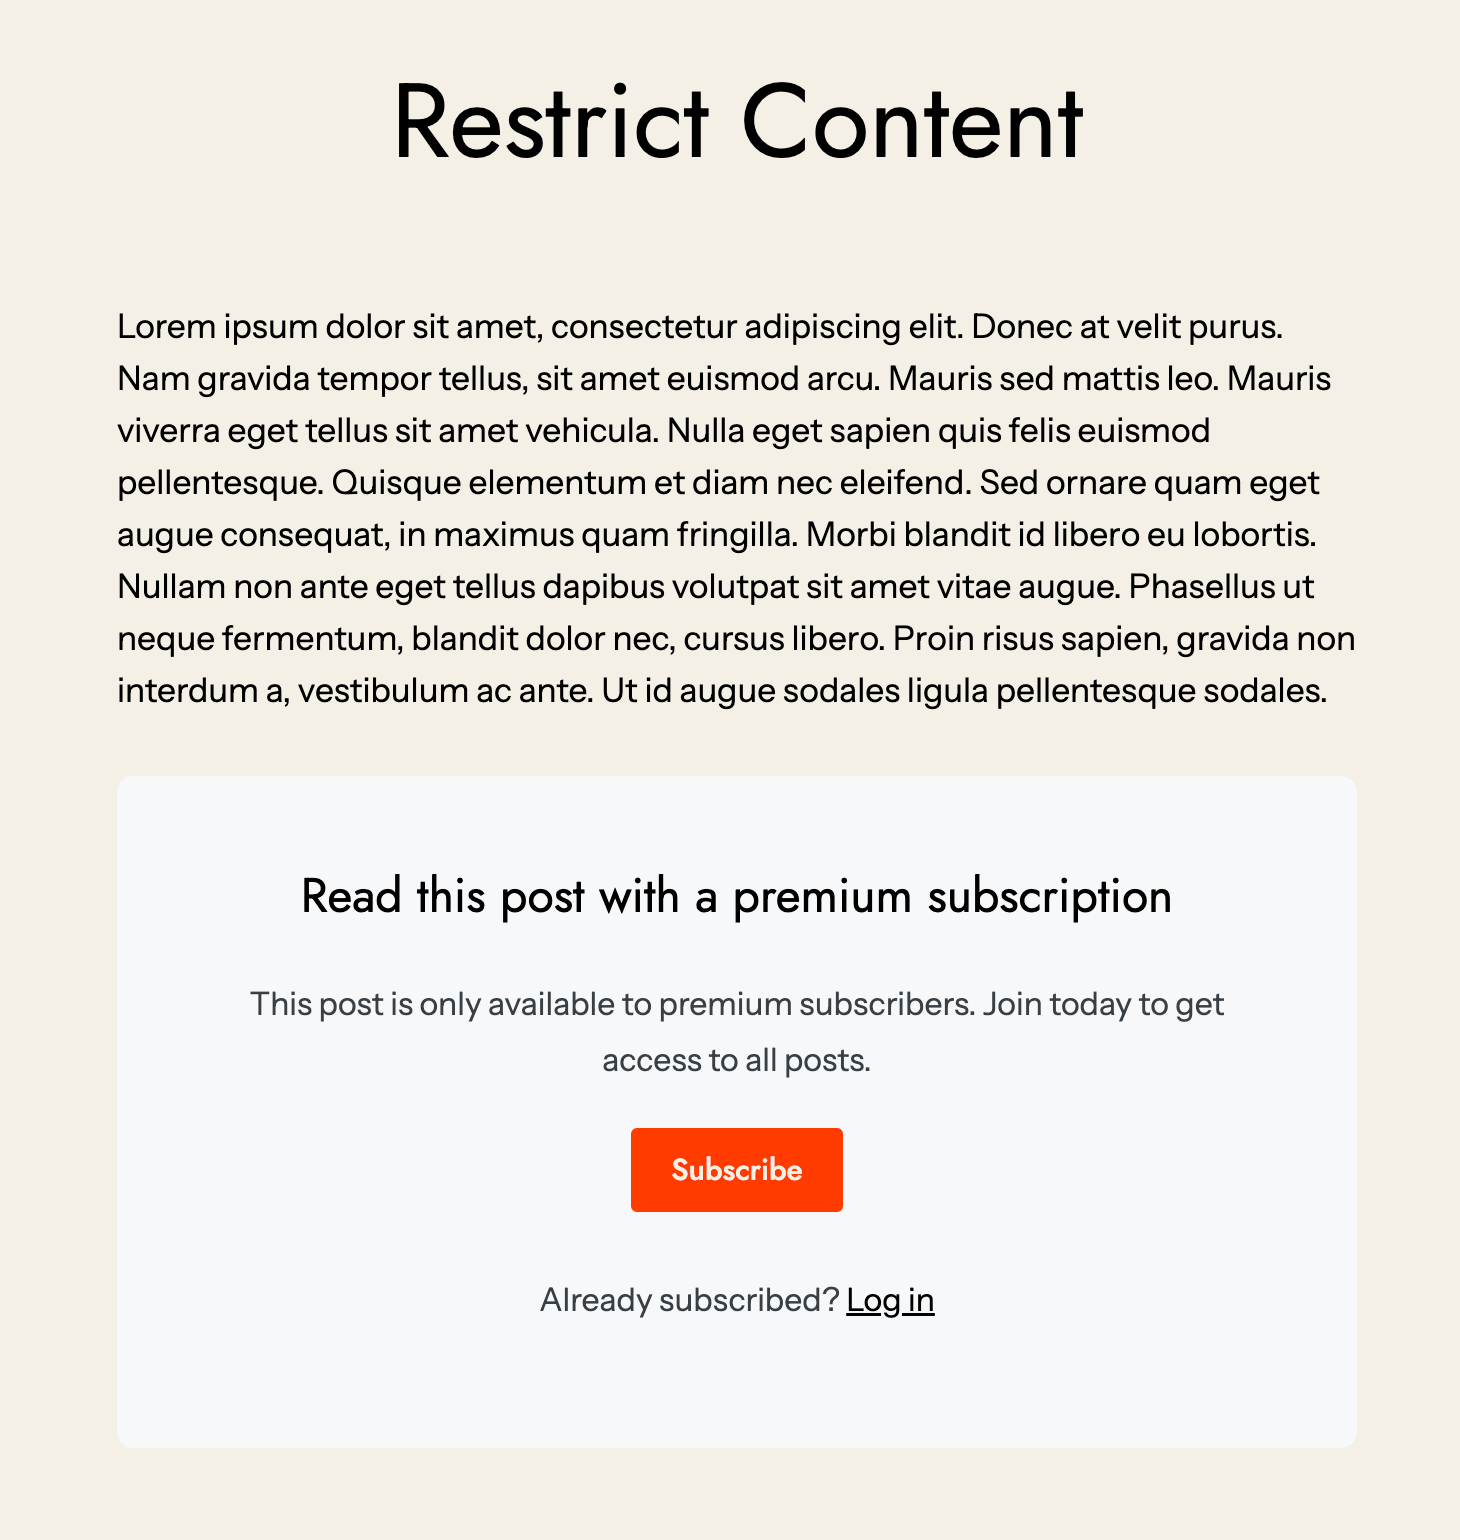 Restrict Content
Lorem ipsum dolor sit amet, consectetur adipiscing elit. Donec at velit purus.
Nam gravida tempor tellus, sit amet euismod arcu. Mauris sed mattis leo. Mauris
viverra eget tellus sit amet vehicula. Nulla eget sapien quis felis euismod
pellentesque. Quisque elementum et diam nec eleifend. Sed ornare quam eget
augue consequat, in maximus quam fringilla. Morbi blandit id libero eu lobortis.
Nullam non ante eget tellus dapibus volutpat sit amet vitae augue. Phasellus ut
neque fermentum, blandit dolor nec, cursus libero. Proin risus sapien, gravida non
interdum a, vestibulum ac ante. Ut id augue sodales ligula pellentesque sodales.
Read this post with a premium subscription
This post is only available to premium subscribers. Join today to get
access to all posts.
Subscribe
Already subscribed? Log in